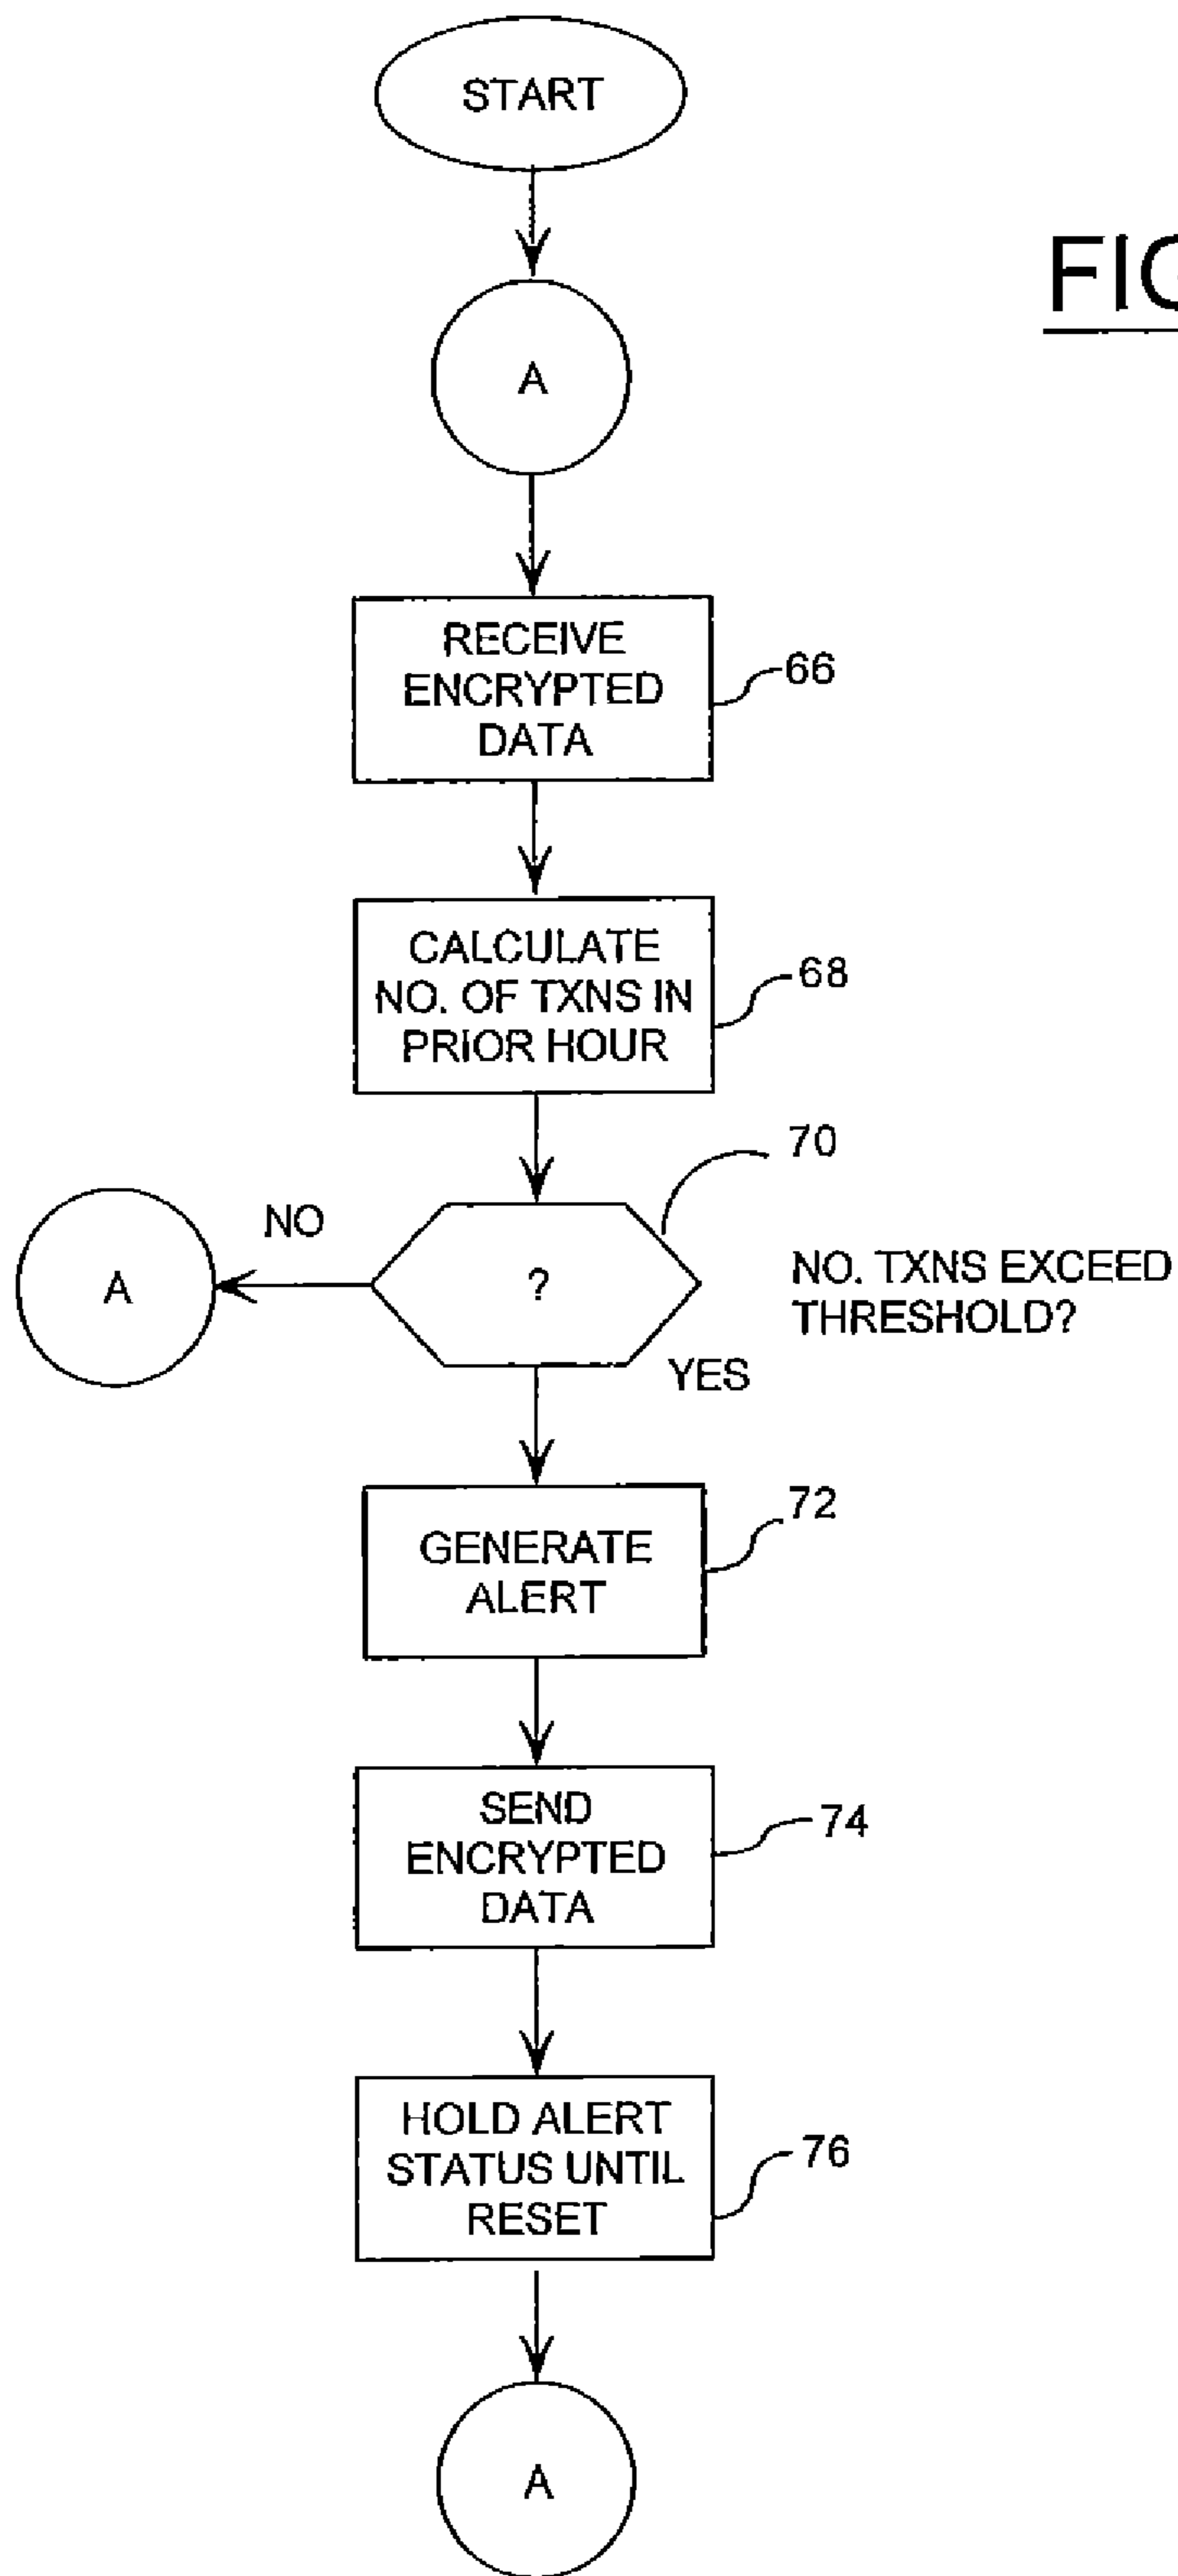 START
FIG
A
RECEIVE
ENCRYPTED
DATA
66
CALCULATE
NO. OF TXNS IN
PRIOR HOUR
68
70
NO
A
?
NO. TXNS EXCEED
THRESHOLD?
YES
GENERATE
ALERT
72
SEND
ENCRYPTED
DATA
74
HOLD ALERT
STATUS UNTIL
RESET
76
A